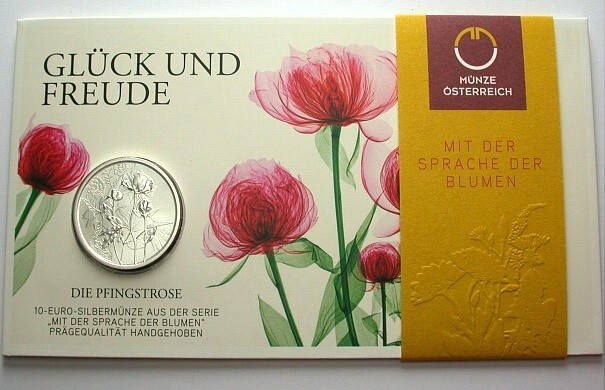 GLÜCK UND
FREUDE
DIE PFINGSTROSE
10-EURO-SILBERMÜNZE AUS DER SERIE
„MIT DER SPRACHE DER BLUMEN"
PRÄGEQUALITÄT HANDGEHOBEN
MÜNZE
ÖSTERREICH
MIT DER
SPRACHE DER
BLUMEN